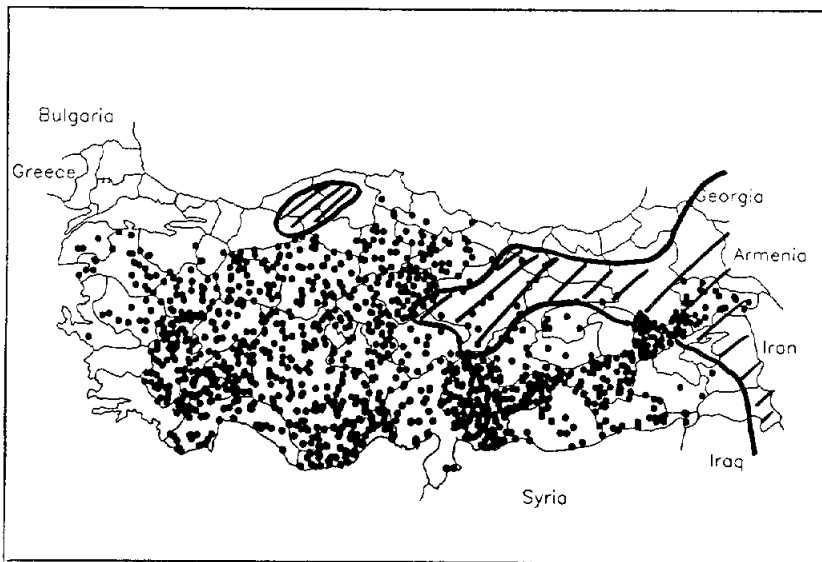 Bulgaria
Greece
Georgia
Armenia
Iran
Iraq
Syria